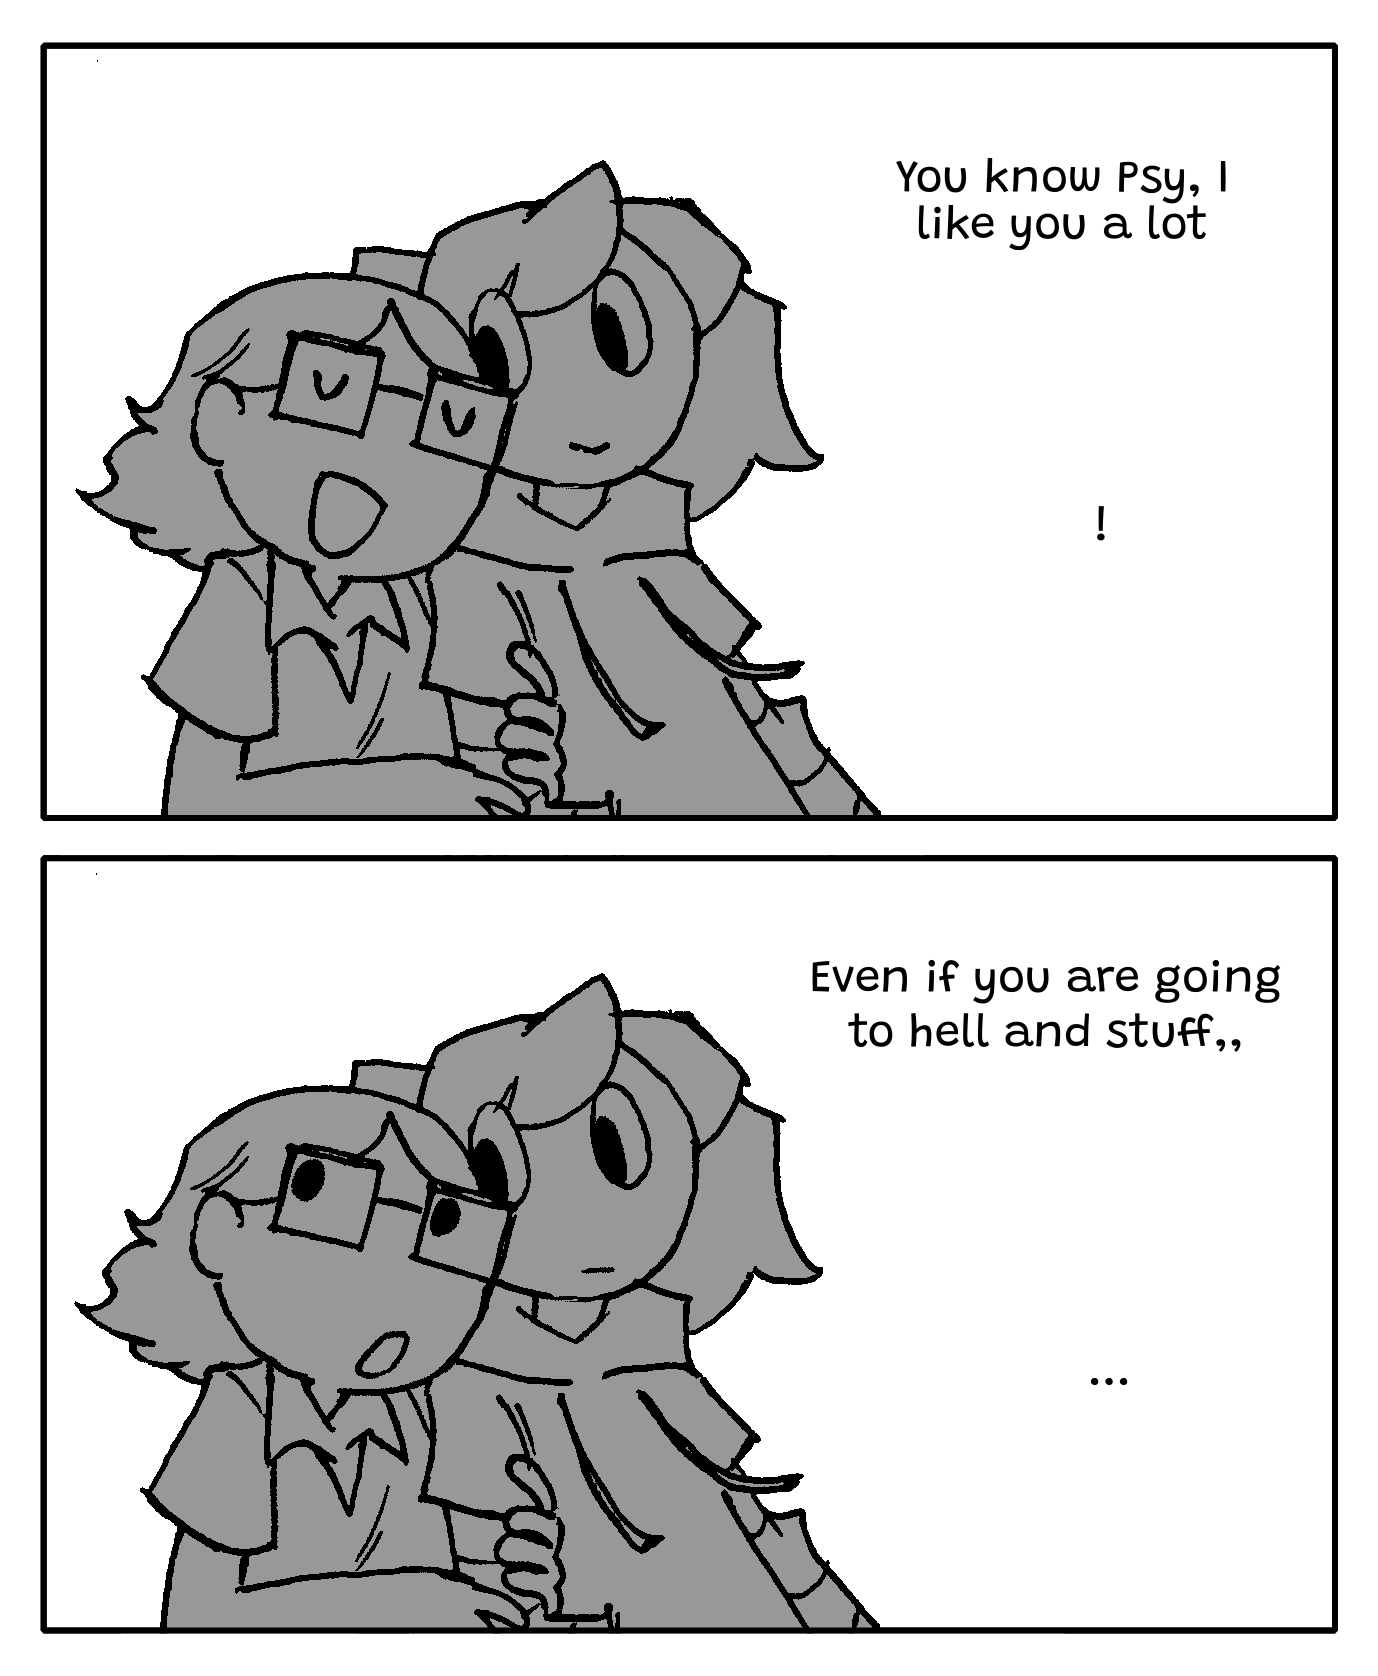 You know Psy, I
like you a lot
!
Even if you are going
to hell and stuff,,
...